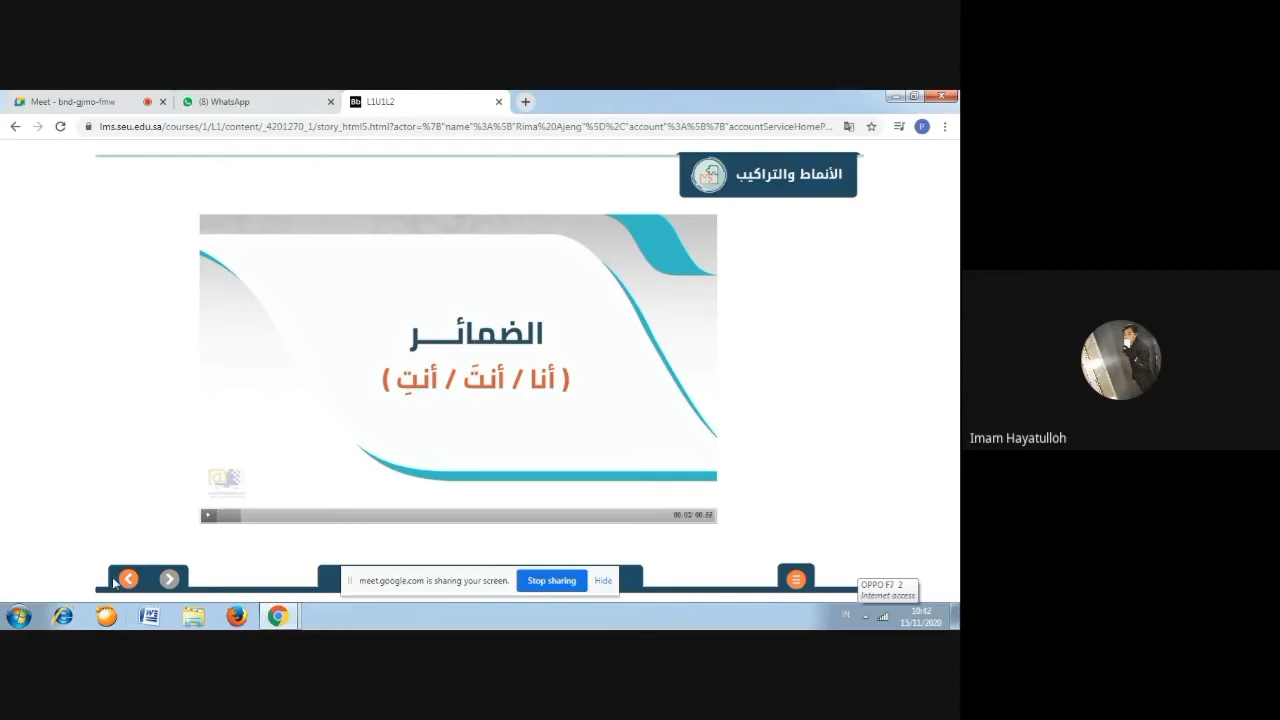 Meet - bnd-gjmo-fmw
(8) WhatsApp
Bb L1U1L2
lms.seu.edu.sa/courses/1/L1/content/_4201270_1/story_html5.html?actor=%7B"name"%3A%5B"Rima%20Ajeng"%5D%2C"account"%3A%5B%7B"accountServiceHomeP...
P
الأنماط والتراكيب
الضمائـــــر
( أنا / أنتَ / أنتِ )
00:02/ 00:55
meet.google.com is sharing your screen.
Stop sharing
Hide
OPPO F7 2
Internet access
IN
10:42
15/11/2020
Imam Hayatulloh